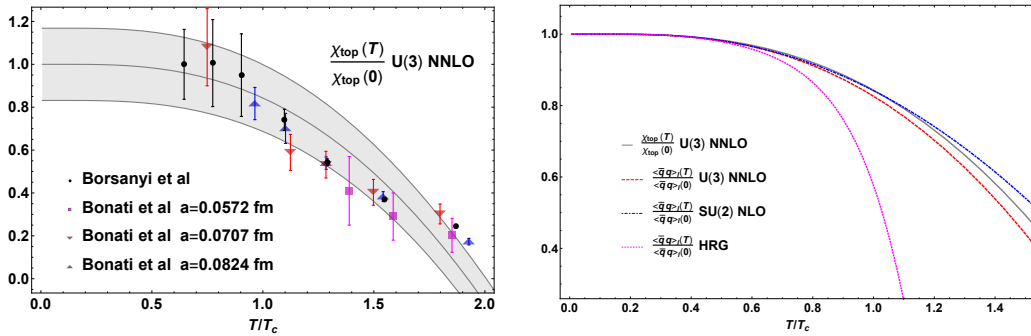 1.2
1.0
0.8
0.6
0.4
0.2
0.0
χtop (T)
χtop (0)
U(3) NNLO
Borsanyi et al
Bonati et al a=0.0572 fm
Bonati et al a=0.0707 fm
Bonati et al a=0.0824 fm
0.0 0.5 1.0 1.5 2.0
T/Tc
1.0
0.8
0.6
0.4
χtop (T)
χtop (0)
U(3) NNLO
<q̄ q>l(T)
<q̄ q>l(0)
U(3) NNLO
<q̄ q>l(T)
<q̄ q>l(0)
SU(2) NLO
<q̄ q>l(T)
<q̄ q>l(0)
HRG
0.0 0.2 0.4 0.6 0.8 1.0 1.2 1.4
T/Tc